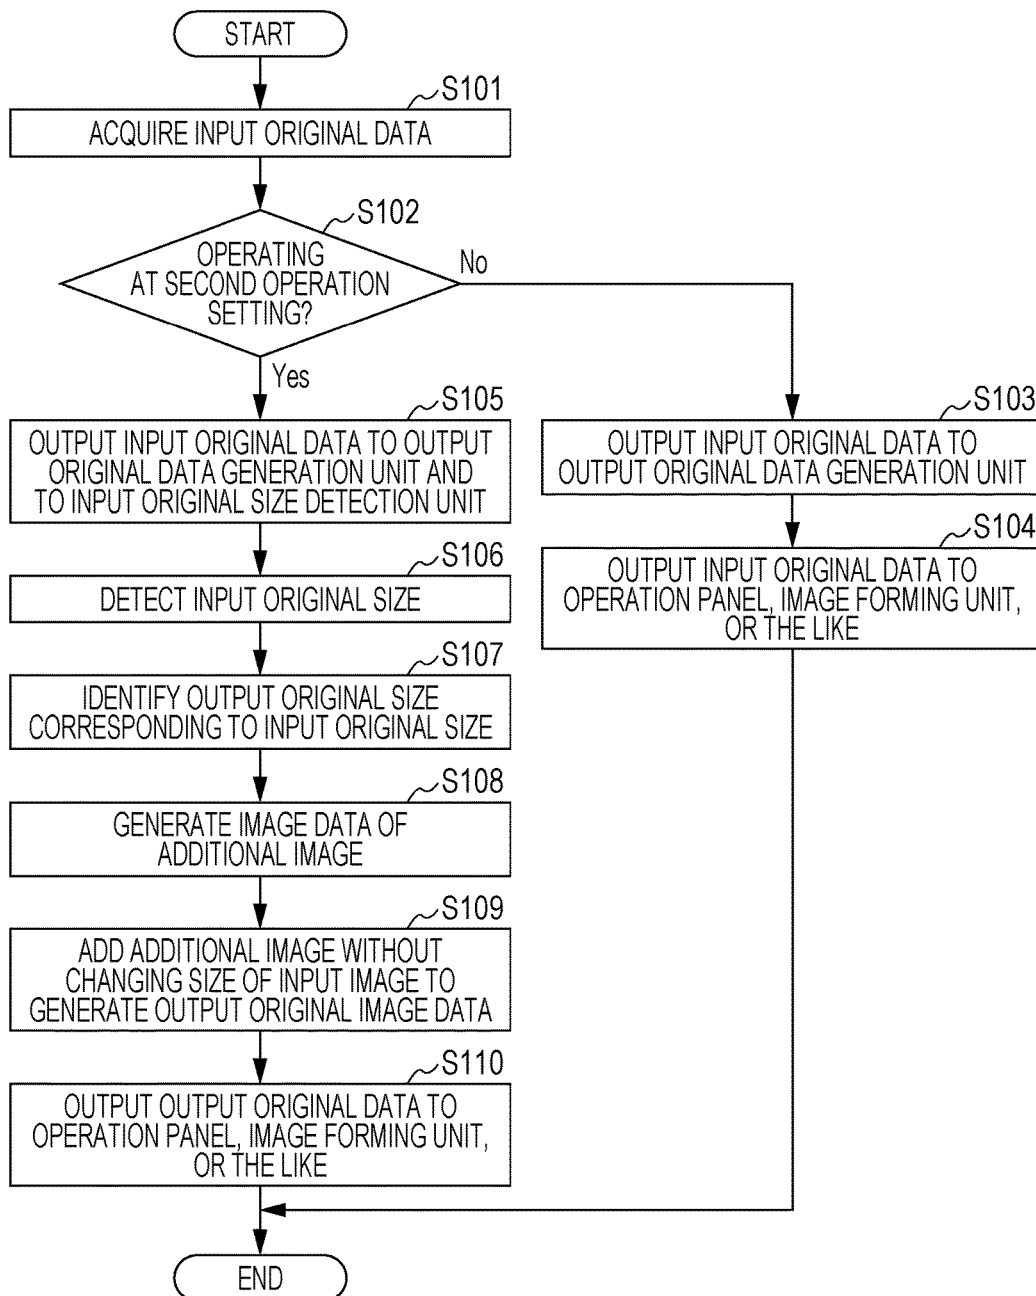 START
S101
ACQUIRE INPUT ORIGINAL DATA
S102
OPERATING
AT SECOND OPERATION
SETTING?
No
Yes
S105
OUTPUT INPUT ORIGINAL DATA TO OUTPUT
ORIGINAL DATA GENERATION UNIT AND
TO INPUT ORIGINAL SIZE DETECTION UNIT
S103
OUTPUT INPUT ORIGINAL DATA TO
OUTPUT ORIGINAL DATA GENERATION UNIT
S104
OUTPUT INPUT ORIGINAL DATA TO
OPERATION PANEL, IMAGE FORMING UNIT,
OR THE LIKE
S106
DETECT INPUT ORIGINAL SIZE
S107
IDENTIFY OUTPUT ORIGINAL SIZE
CORRESPONDING TO INPUT ORIGINAL SIZE
S108
GENERATE IMAGE DATA OF
ADDITIONAL IMAGE
S109
ADD ADDITIONAL IMAGE WITHOUT
CHANGING SIZE OF INPUT IMAGE TO
GENERATE OUTPUT ORIGINAL IMAGE DATA
S110
OUTPUT OUTPUT ORIGINAL DATA TO
OPERATION PANEL, IMAGE FORMING UNIT,
OR THE LIKE
END